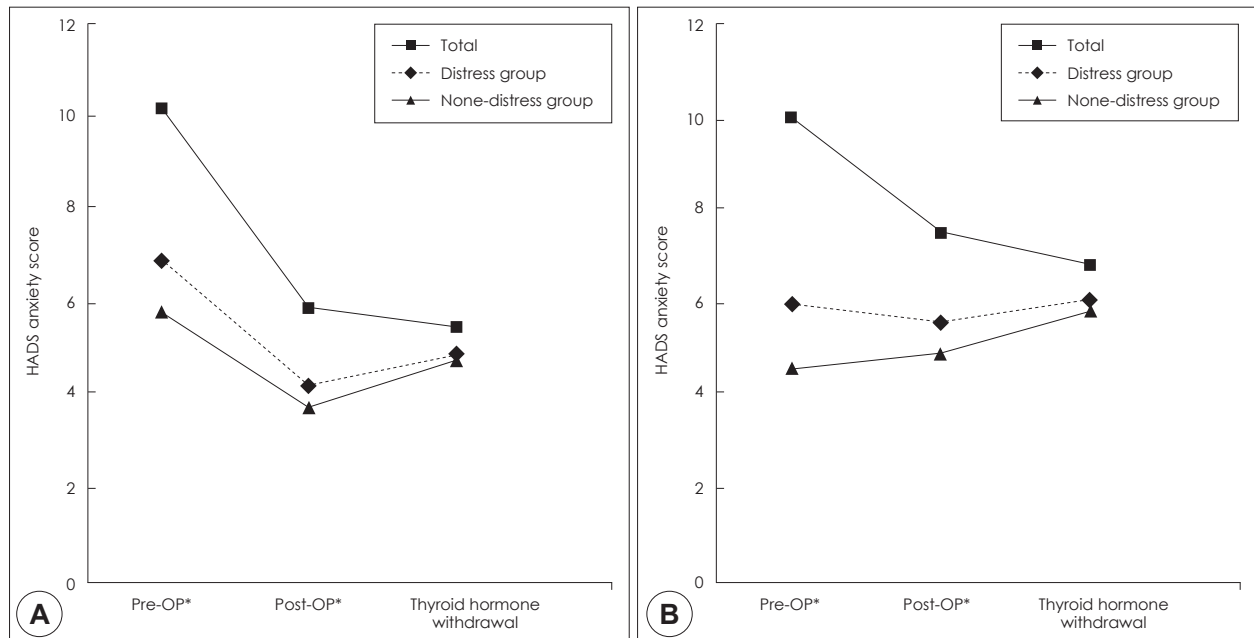 12
10
8
6
4
2
0
HADS anxiety score
Total
Distress group
None-distress group
Pre-OP*
Post-OP*
Thyroid hormone
withdrawal
A
12
10
8
6
4
2
0
HADS anxiety score
Total
Distress group
None-distress group
Pre-OP*
Post-OP*
Thyroid hormone
withdrawal
B